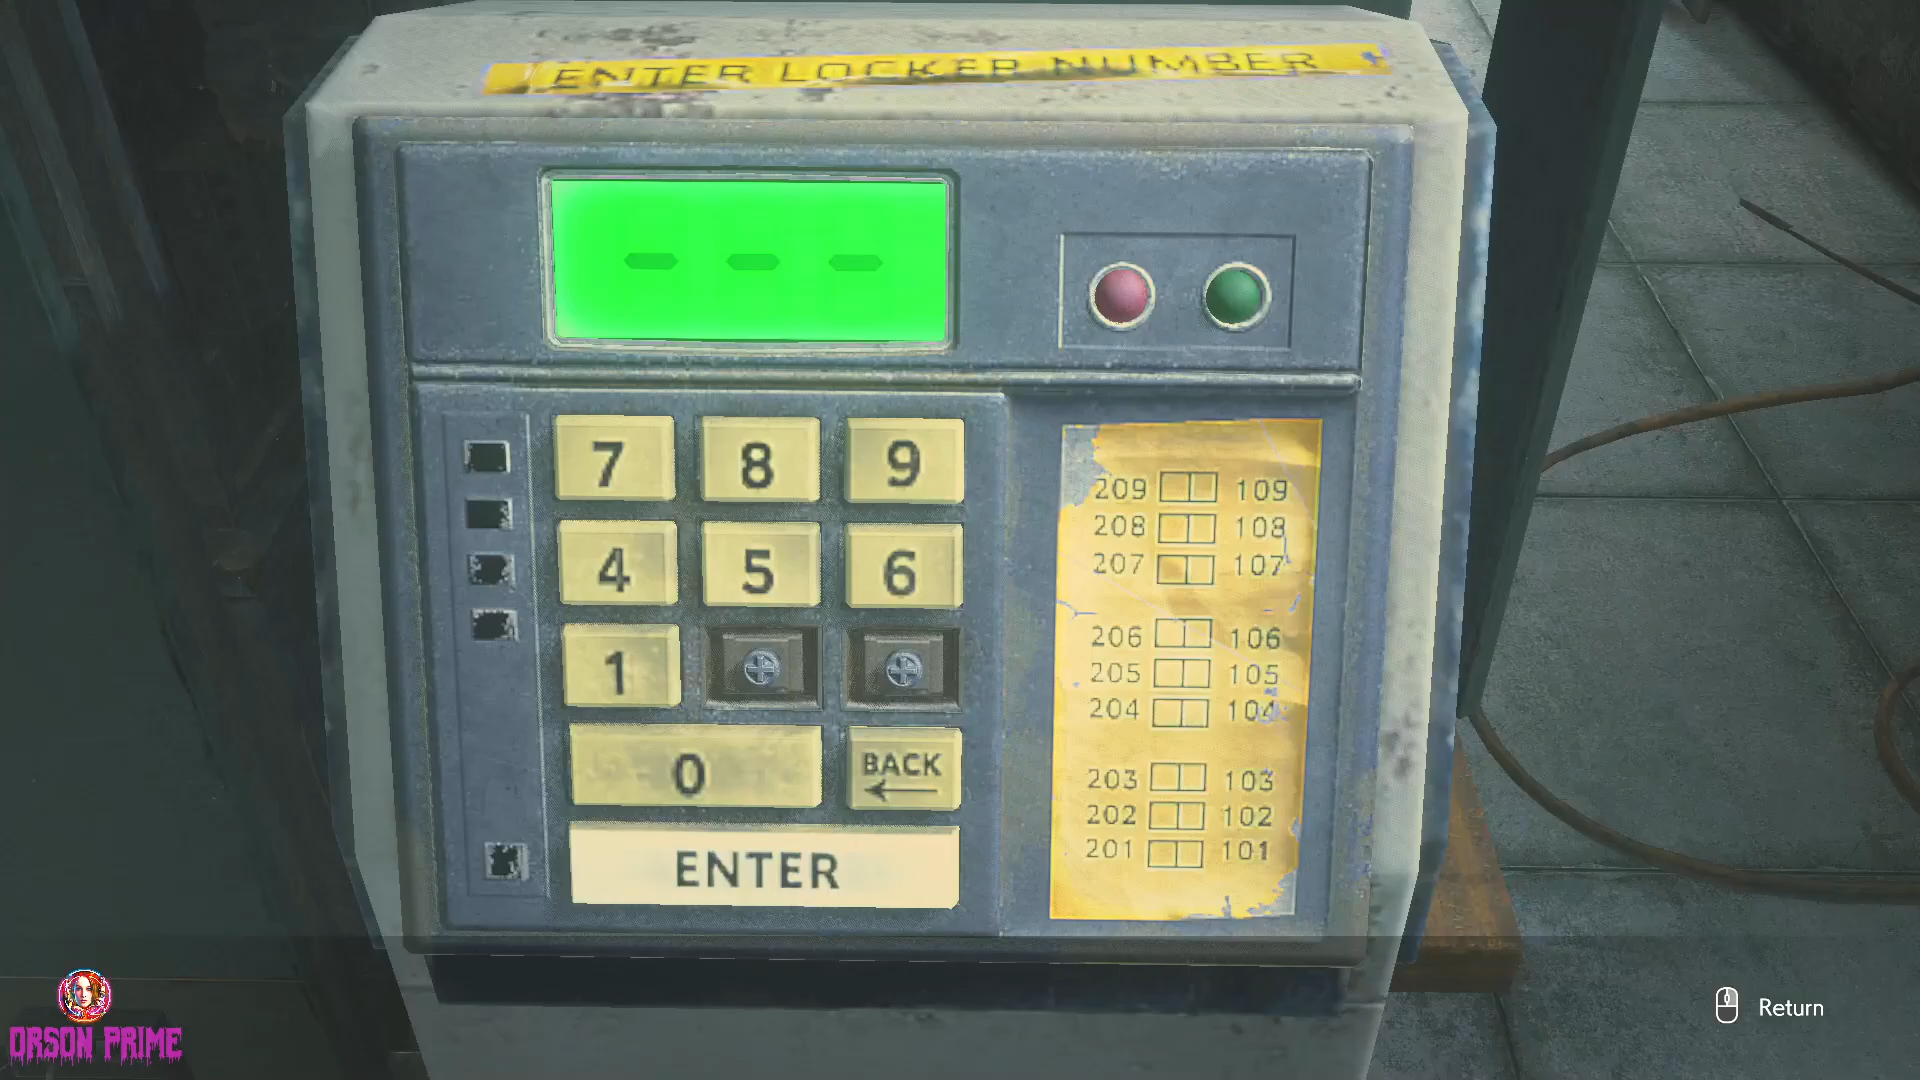 ENTER LOCKER NUMBER
7 8 9
4 5 6
1
0 BACK
ENTER
209 109
208 108
207 107
206 106
205 105
204 104
203 103
202 102
201 101
ORSON PRIME
Return